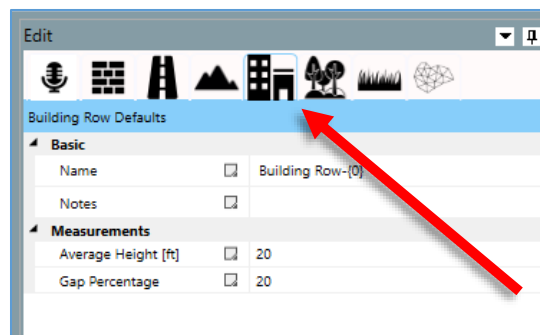 Edit
Building Row Defaults
Basic
Name Building Row-{0}
Notes
Measurements
Average Height [ft] 20
Gap Percentage 20